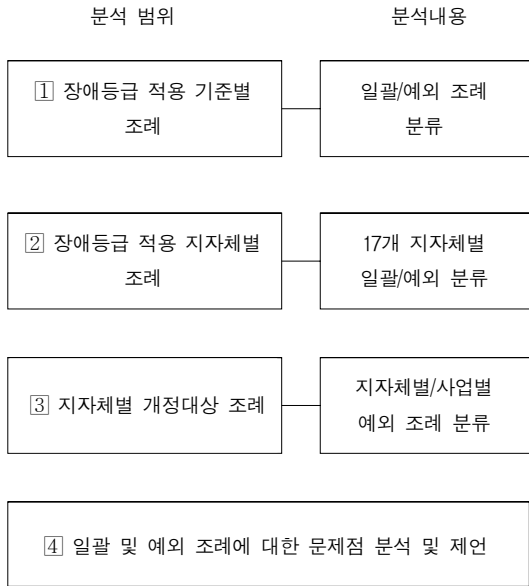 분석 범위
분석내용
1 장애등급 적용 기준별
조례
일괄/예외 조례
분류
2 장애등급 적용 지자체별
조례
17개 지자체별
일괄/예외 분류
3 지자체별 개정대상 조례
지자체별/사업별
예외 조례 분류
4 일괄 및 예외 조례에 대한 문제점 분석 및 제언